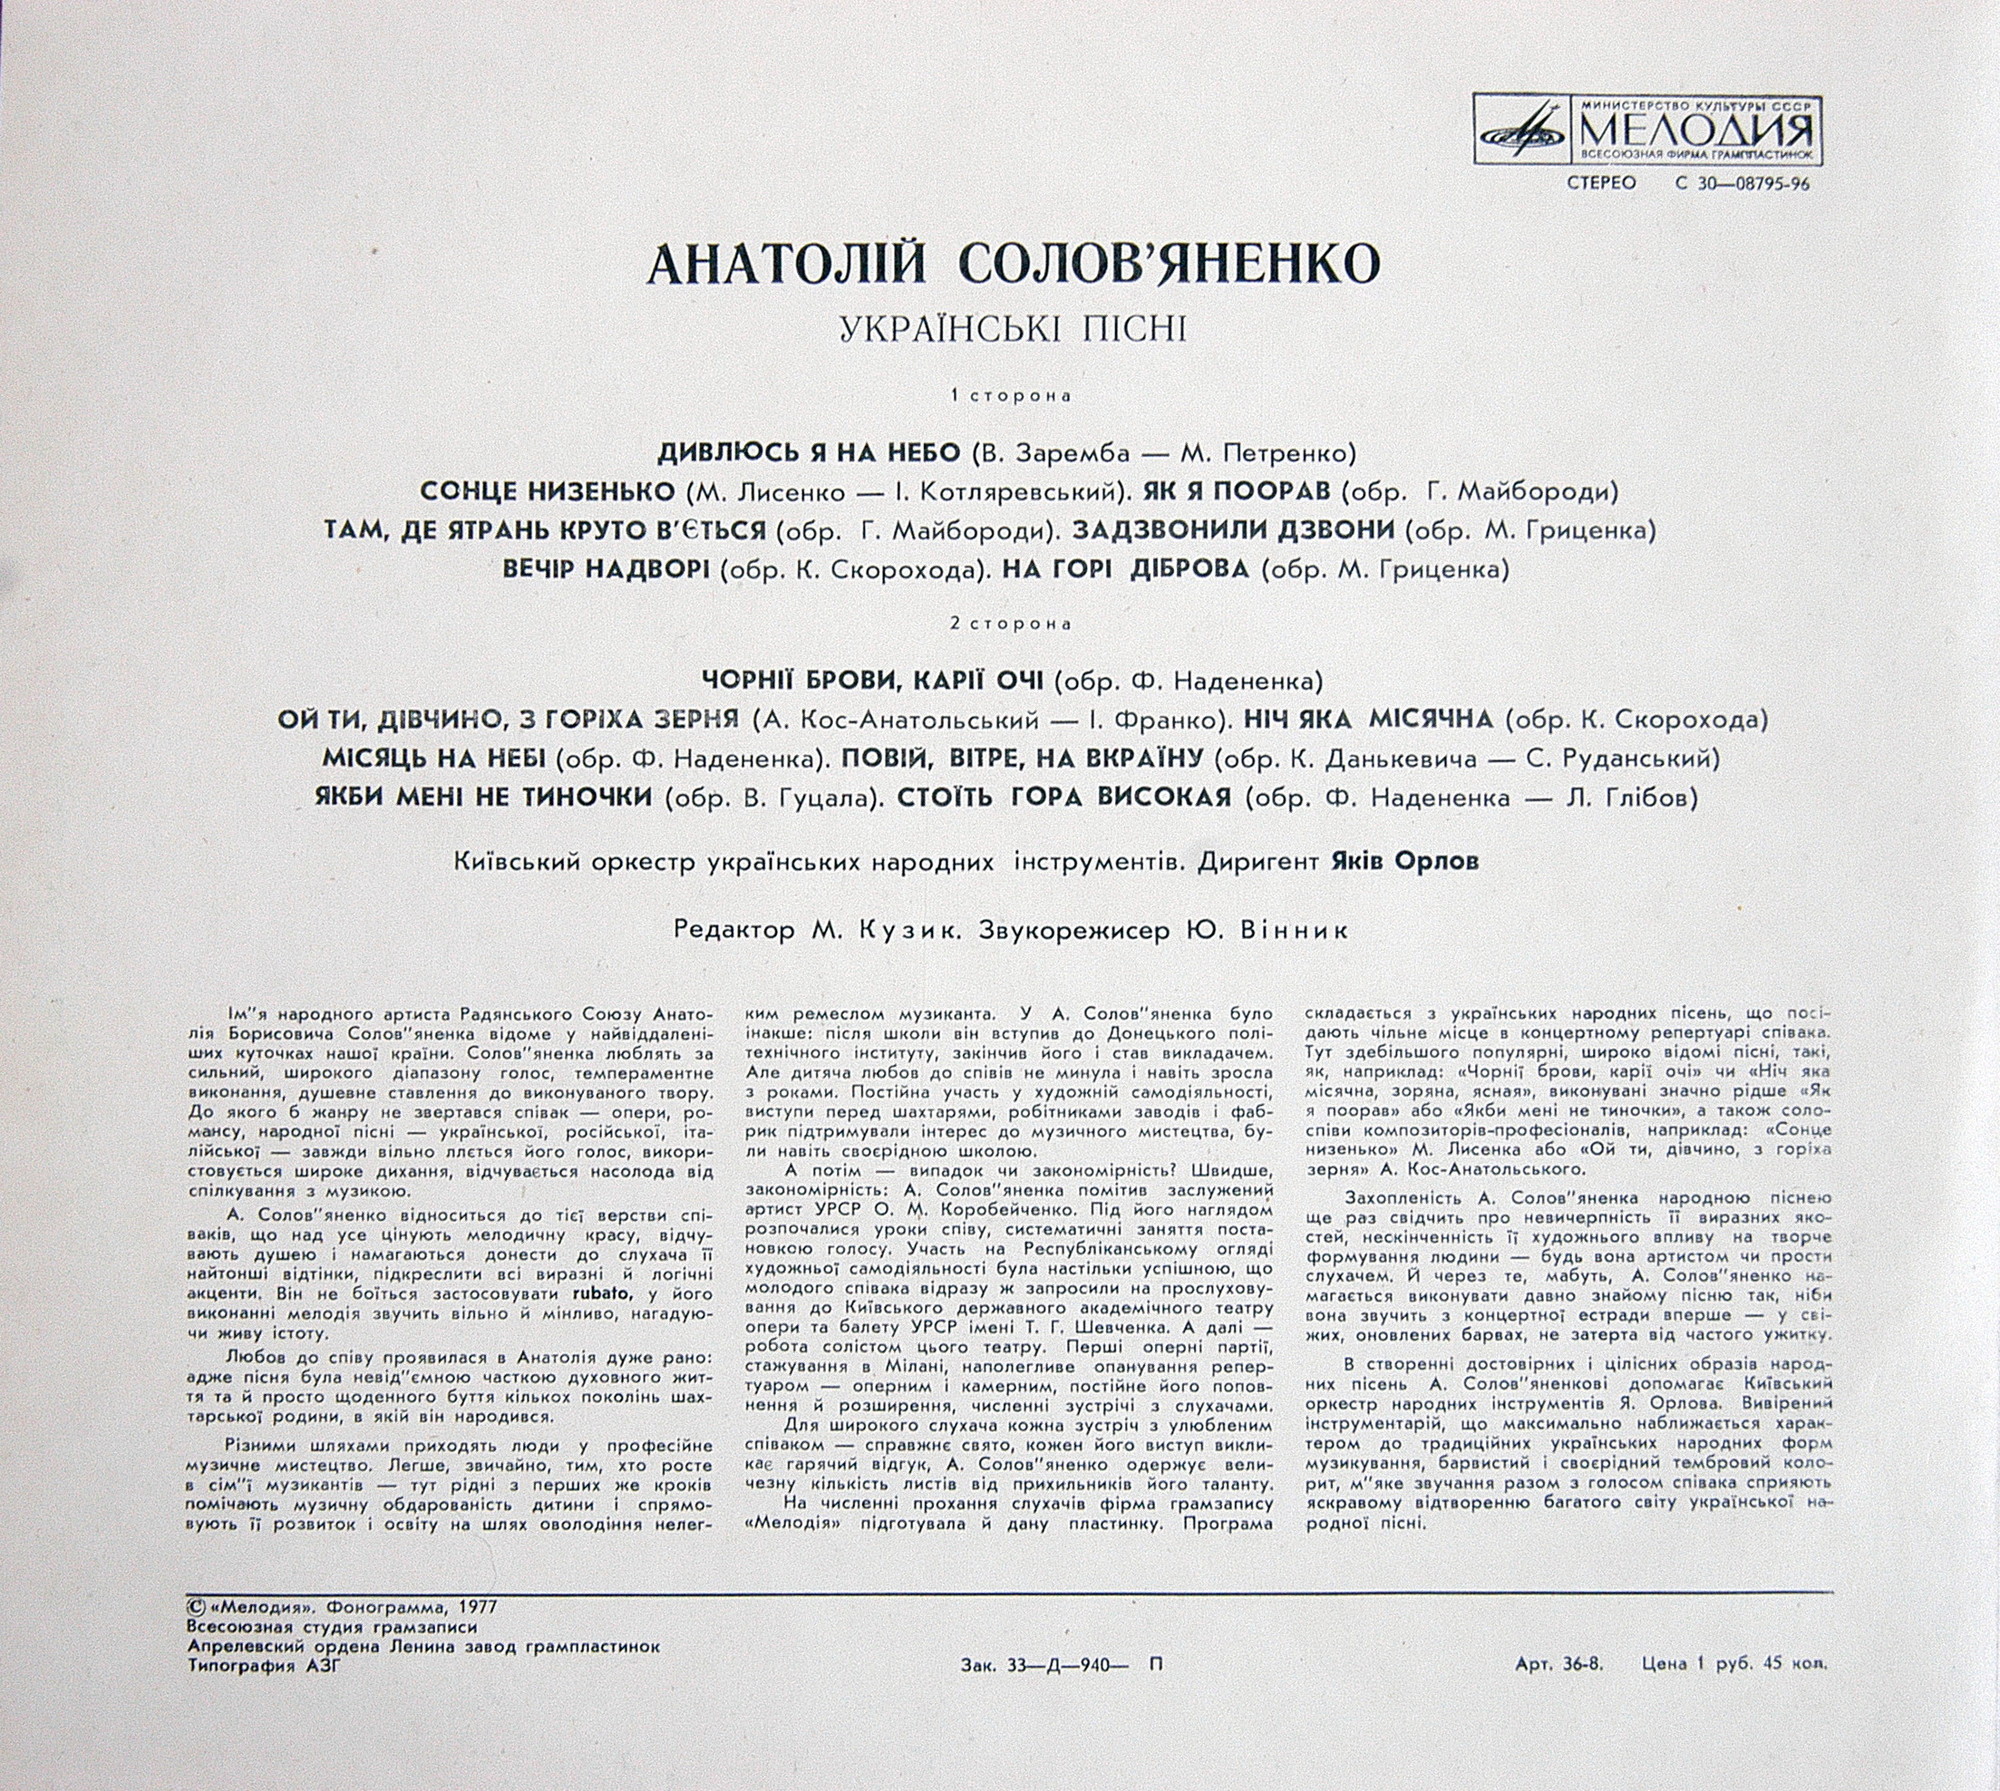 МИНИСТЕРСТВО КУЛЬТУРЫ СССР
МЕЛОДИЯ
ВСЕСОЮЗНАЯ ФИРМА ГРАМПЛАСТИНОК
СТЕРЕО С 30—08795-96
АНАТОЛІЙ СОЛОВ'ЯНЕНКО
УКРАЇНСЬКІ ПІСНІ
1 сторона
ДИВЛЮСЬ Я НА НЕБО (В. Заремба — М. Петренко)
СОНЦЕ НИЗЕНЬКО (М. Лисенко — І. Котляревський). ЯК Я ПООРАВ (обр. Г. Майбороди)
ТАМ, ДЕ ЯТРАНЬ КРУТО В'ЄТЬСЯ (обр. Г. Майбороди). ЗАДЗВОНИЛИ ДЗВОНИ (обр. М. Гриценка)
ВЕЧІР НАДВОРІ (обр. К. Скорохода). НА ГОРІ ДІБРОВА (обр. М. Гриценка)
2 сторона
ЧОРНІЇ БРОВИ, КАРІЇ ОЧІ (обр. Ф. Надененка)
ОЙ ТИ, ДІВЧИНО, З ГОРІХА ЗЕРНЯ (А. Кос-Анатольський — І. Франко). НІЧ ЯКА МІСЯЧНА (обр. К. Скорохода)
МІСЯЦЬ НА НЕБІ (обр. Ф. Надененка). ПОВІЙ, ВІТРЕ, НА ВКРАЇНУ (обр. К. Данькевича — С. Руданський)
ЯКБИ МЕНІ НЕ ТИНОЧКИ (обр. В. Гуцала). СТОЇТЬ ГОРА ВИСОКАЯ (обр. Ф. Надененка — Л. Глібов)
Київський оркестр українських народних інструментів. Диригент Яків Орлов
Редактор М. Кузик. Звукорежисер Ю. Вінник
Ім"я народного артиста Радянського Союзу Анато-
лія Борисовича Солов"яненка відоме у найвіддалені-
ших куточках нашої країни. Солов"яненка люблять за
сильний, широкого діапазону голос, темпераментне
виконання, душевне ставлення до виконуваного твору.
До якого б жанру не звертався співак — опери, ро-
мансу, народної пісні — української, російської, іта-
лійської — завжди вільно ллється його голос, викори-
стовується широке дихання, відчувається насолода від
спілкування з музикою.
А. Солов"яненко відноситься до тієї верстви спі-
ваків, що над усе цінують мелодичну красу, відчу-
вають душею і намагаються донести до слухача її
найтонші відтінки, підкреслити всі виразні й логічні
акценти. Він не боїться застосовувати rubato, у його
виконанні мелодія звучить вільно й мінливо, нагадую-
чи живу істоту.
Любов до співу проявилася в Анатолія дуже рано:
адже пісня була невід"ємною часткою духовного жит-
тя та й просто щоденного буття кількох поколінь шах-
тарської родини, в якій він народився.
Різними шляхами приходять люди у професійне
музичне мистецтво. Легше, звичайно, тим, хто росте
в сім"ї музикантів — тут рідні з перших же кроків
помічають музичну обдарованість дитини і спрямо-
вують її розвиток і освіту на шлях оволодіння нелег-
ким ремеслом музиканта. У А. Солов"яненка було
інакше: після школи він вступив до Донецького полі-
технічного інституту, закінчив його і став викладачем.
Але дитяча любов до співів не минула і навіть зросла
з роками. Постійна участь у художній самодіяльності,
виступи перед шахтарями, робітниками заводів і фаб-
рик підтримували інтерес до музичного мистецтва, бу-
ли навіть своєрідною школою.
А потім — випадок чи закономірність? Швидше,
закономірність: А. Солов"яненка помітив заслужений
артист УРСР О. М. Коробейченко. Під його наглядом
розпочалися уроки співу, систематичні заняття поста-
новкою голосу. Участь на Республіканському огляді
художньої самодіяльності була настільки успішною, що
молодого співака відразу ж запросили на прослухову-
вання до Київського державного академічного театру
опери та балету УРСР імені Т. Г. Шевченка. А далі —
робота солістом цього театру. Перші оперні партії,
стажування в Мілані, наполегливе опанування репер-
туаром — оперним і камерним, постійне його попов-
нення й розширення, численні зустрічі з слухачами.
Для широкого слухача кожна зустріч з улюбленим
співаком — справжнє свято, кожен його виступ викли-
кає гарячий відгук, А. Солов"яненко одержує вели-
чезну кількість листів від прихильників його таланту.
На численні прохання слухачів фірма грамзапису
«Мелодія» підготувала й дану пластинку. Програма
складається з українських народних пісень, що посі-
дають чільне місце в концертному репертуарі співака.
Тут здебільшого популярні, широко відомі пісні, такі,
як, наприклад: «Чорнії брови, карії очі» чи «Ніч яка
місячна, зоряна, ясная», виконувані значно рідше «Як
я поорав» або «Якби мені не тиночки», а також соло-
співи композиторів-професіоналів, наприклад: «Сонце
низенько» М. Лисенка або «Ой ти, дівчино, з горіха
зерня» А. Кос-Анатольського.
Захопленість А. Солов"яненка народною піснею
ще раз свідчить про невичерпність її виразних яко-
стей, нескінченність її художнього впливу на творче
формування людини — будь вона артистом чи прости
слухачем. Й через те, мабуть, А. Солов"яненко на-
магається виконувати давно знайому пісню так, ніби
вона звучить з концертної естради вперше — у сві-
жих, оновлених барвах, не затерта від частого ужитку.
В створенні достовірних і цілісних образів народ-
них пісень А. Солов"яненкові допомагає Київський
оркестр народних інструментів Я. Орлова. Вивірений
інструментарій, що максимально наближається харак-
тером до традиційних українських народних форм
музикування, барвистий і своєрідний тембровий коло-
рит, м"яке звучання разом з голосом співака сприяють
яскравому відтворенню багатого світу української на-
родної пісні.
© «Мелодия». Фонограмма, 1977
Всесоюзная студия грамзаписи
Апрелевский ордена Ленина завод грампластинок
Типография АЗГ
Зак. 33—Д—940— П
Арт. 36-8. Цена 1 руб. 45 коп.